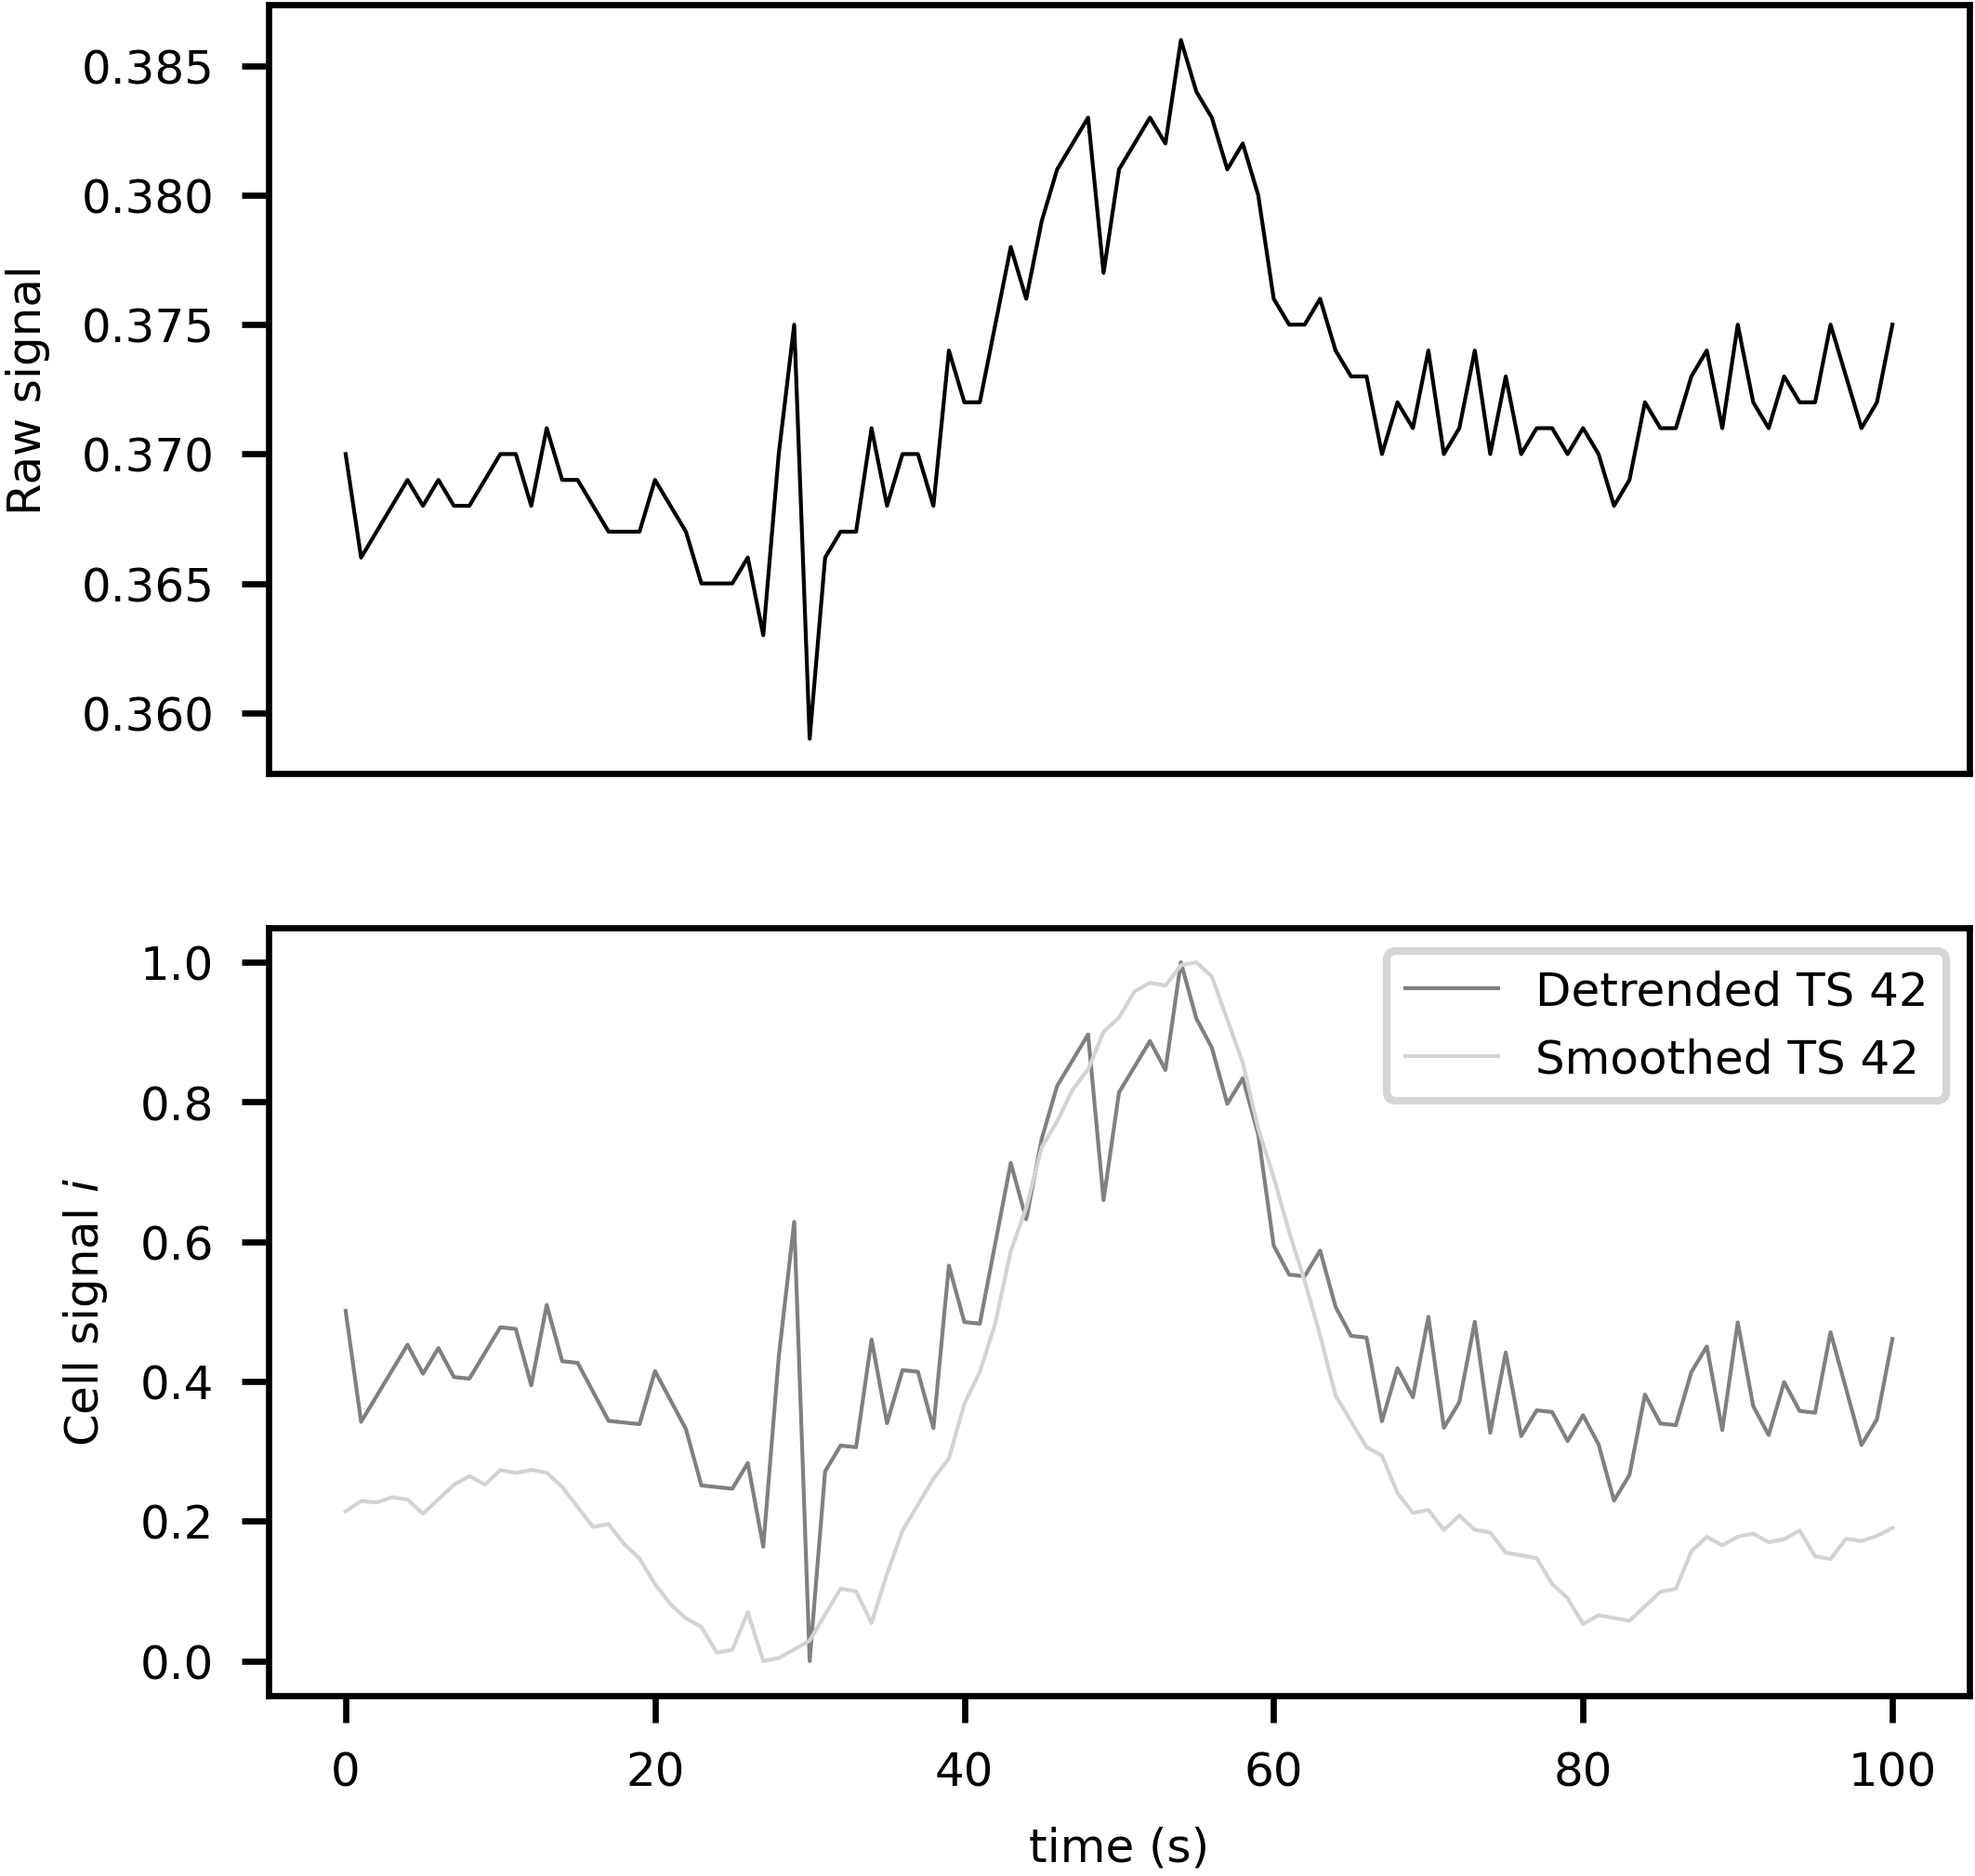 Raw signal
0.385
0.380
0.375
0.370
0.365
0.360
Cell signal i
1.0
0.8
0.6
0.4
0.2
0.0
Detrended TS 42
Smoothed TS 42
0 20 40 60 80 100
time (s)